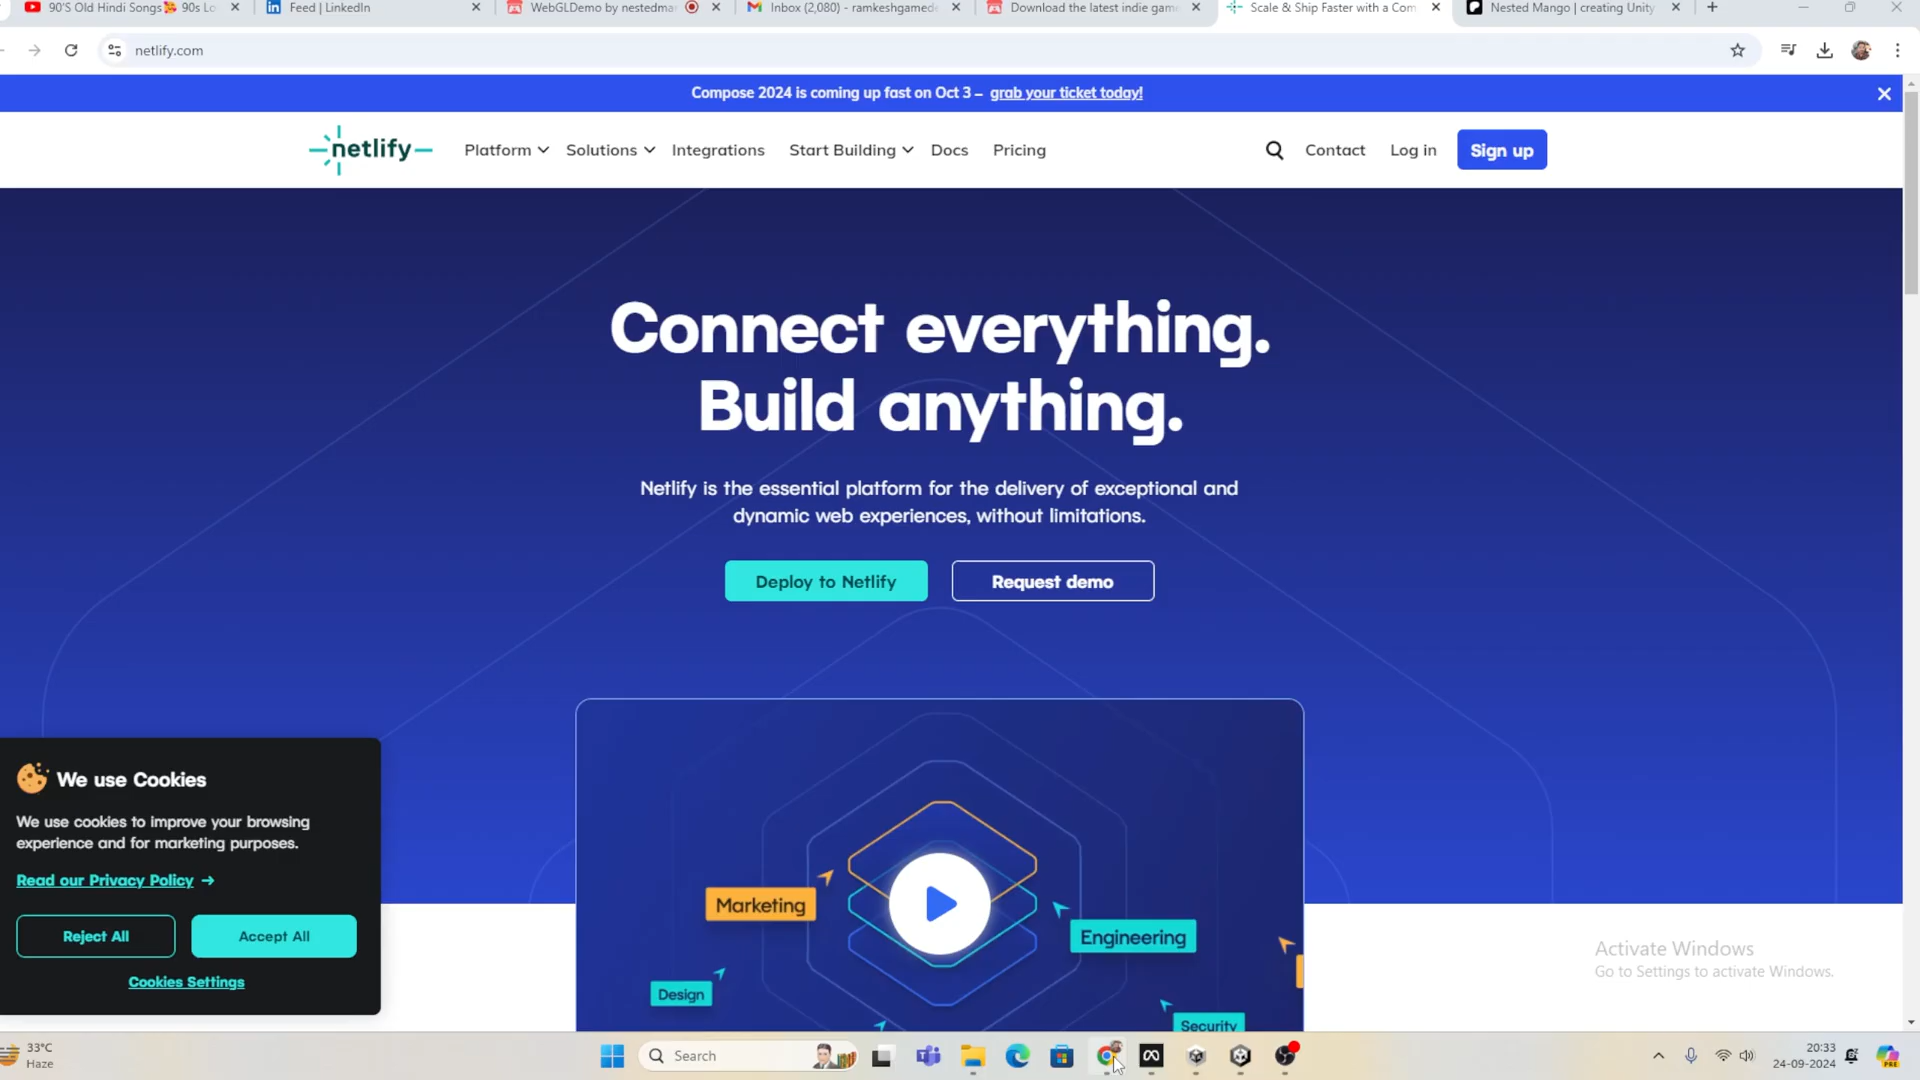 90'S Old Hindi Songs🥰 90s Lo
Feed | LinkedIn
WebGLDemo by nestedmar
Inbox (2,080) - ramkeshgamede
Download the latest indie gam
Scale & Ship Faster with a Com
Nested Mango | creating Unity
netlify.com
Compose 2024 is coming up fast on Oct 3 – grab your ticket today!
netlify
Platform
Solutions
Integrations
Start Building
Docs
Pricing
Contact
Log in
Sign up
Connect everything.
Build anything.
Netlify is the essential platform for the delivery of exceptional and
dynamic web experiences, without limitations.
Deploy to Netlify
Request demo
Marketing
Engineering
Design
Security
We use Cookies
We use cookies to improve your browsing
experience and for marketing purposes.
Read our Privacy Policy →
Reject All
Accept All
Cookies Settings
Activate Windows
Go to Settings to activate Windows.
33°C
Haze
Search
20:33
24-09-2024
PRE